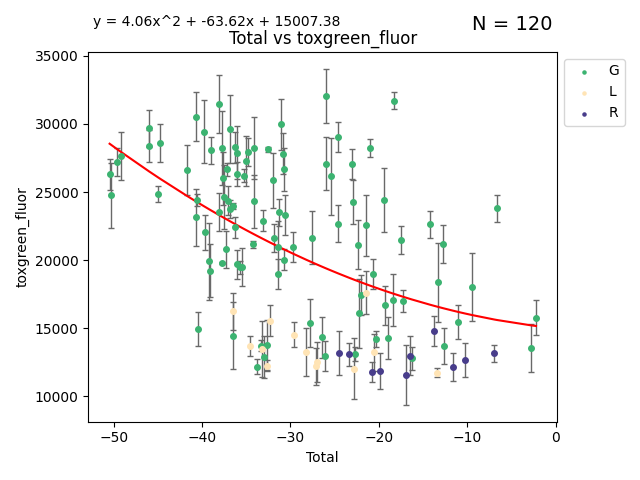 y = 4.06x^2 + -63.62x + 15007.38
N = 120
Total vs toxgreen_fluor
35000
30000
25000
20000
15000
10000
toxgreen_fluor
−50
−40
−30
−20
−10
0
Total
G
L
R